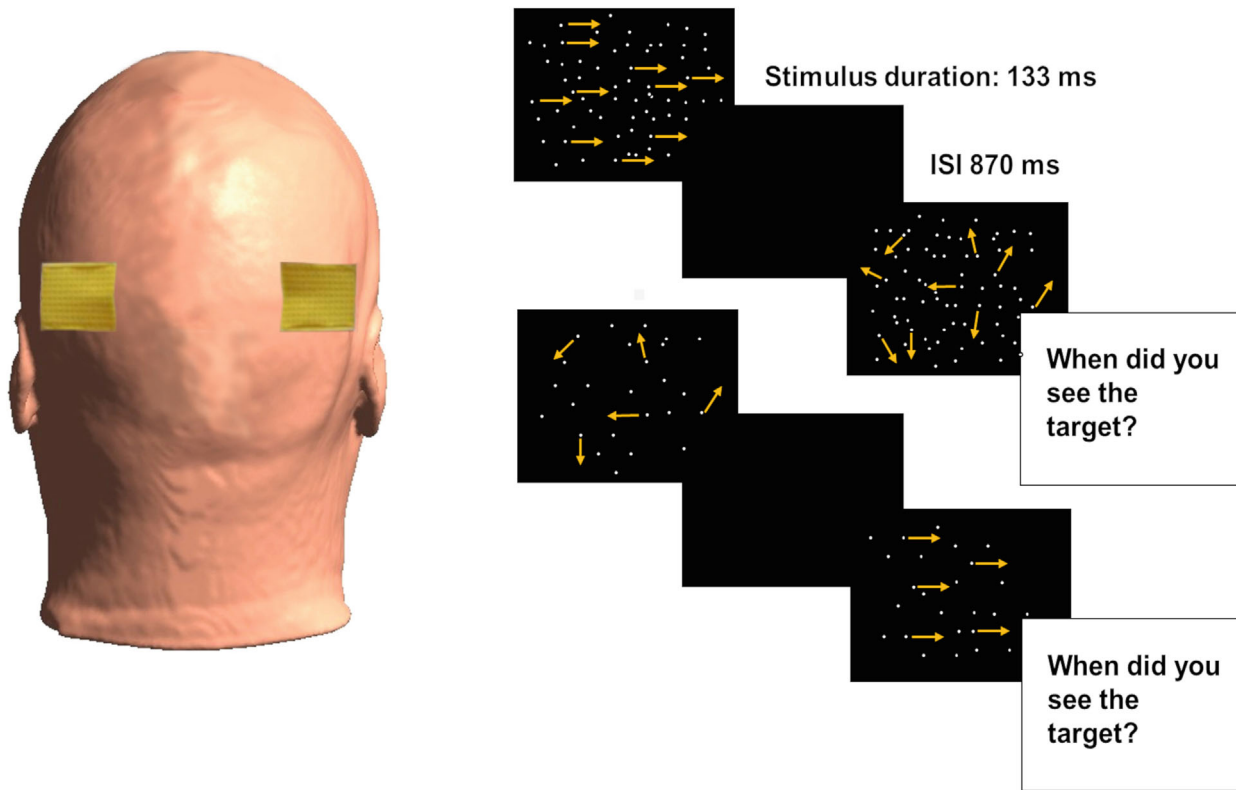 Stimulus duration: 133 ms
ISI 870 ms
When did you
see the
target?
When did you
see the
target?